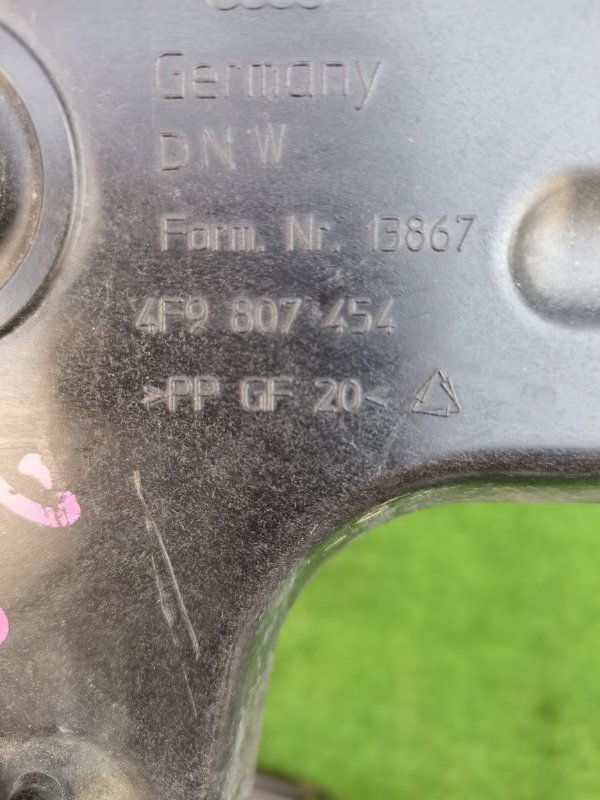 Germany
DNW
Form. Nr. 13867
4F9 807 454
>PP GF 20<